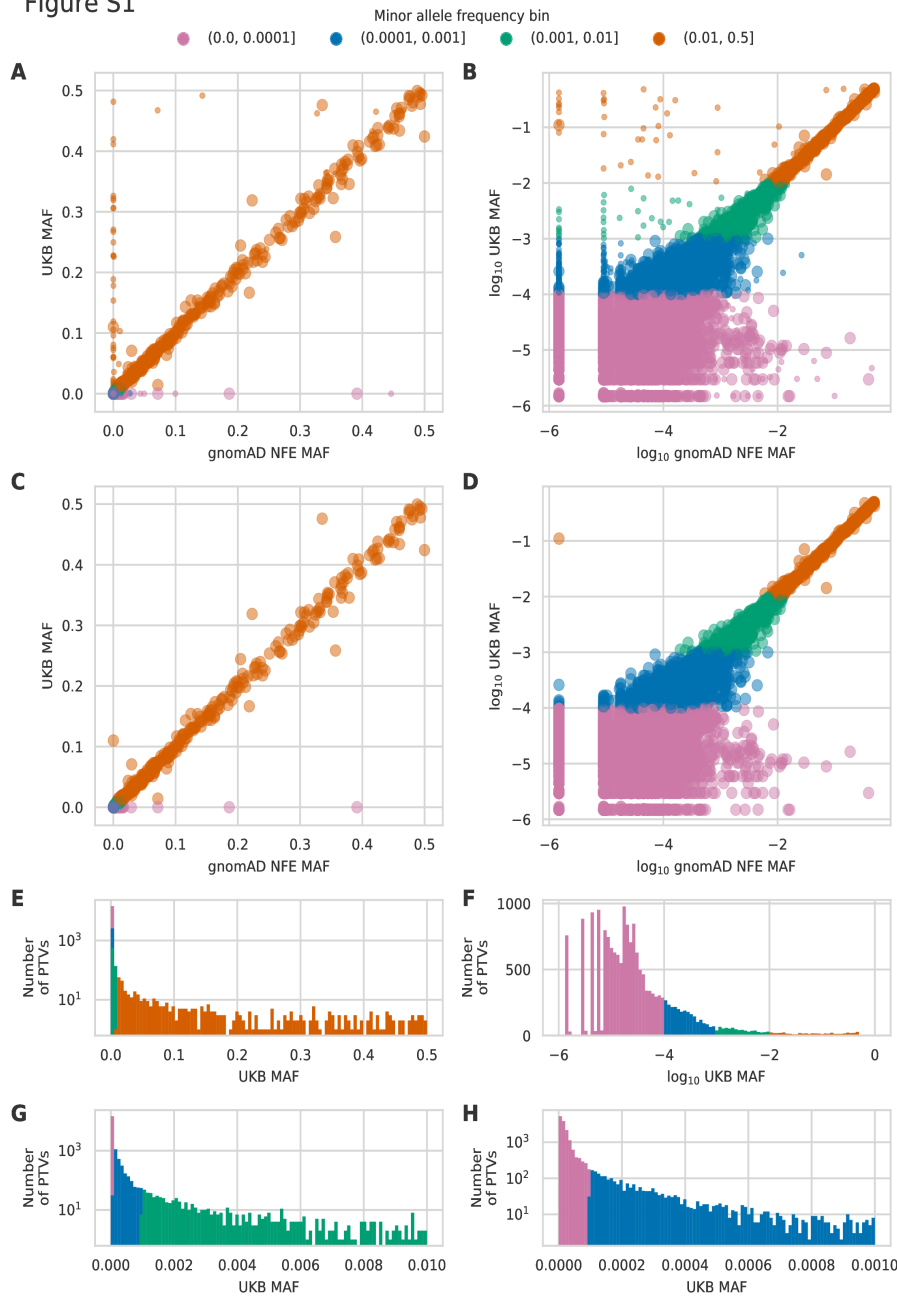 Figure S1
Minor allele frequency bin
(0.0, 0.0001] (0.0001, 0.001] (0.001, 0.01] (0.01, 0.5]
A
0.5
0.4
0.3
0.2
0.1
0.0
UKB MAF
0.0 0.1 0.2 0.3 0.4 0.5
gnomAD NFE MAF
B
−1
−2
−3
−4
−5
−6
log₁₀ UKB MAF
−6 −4 −2
log₁₀ gnomAD NFE MAF
C
0.5
0.4
0.3
0.2
0.1
0.0
UKB MAF
0.0 0.1 0.2 0.3 0.4 0.5
gnomAD NFE MAF
D
−1
−2
−3
−4
−5
−6
log₁₀ UKB MAF
−6 −4 −2
log₁₀ gnomAD NFE MAF
E
10³
10¹
Number
of PTVs
0.0 0.1 0.2 0.3 0.4 0.5
UKB MAF
F
1000
500
0
Number
of PTVs
−6 −4 −2 0
log₁₀ UKB MAF
G
10³
10¹
Number
of PTVs
0.000 0.002 0.004 0.006 0.008 0.010
UKB MAF
H
10³
10²
10¹
Number
of PTVs
0.0000 0.0002 0.0004 0.0006 0.0008 0.0010
UKB MAF